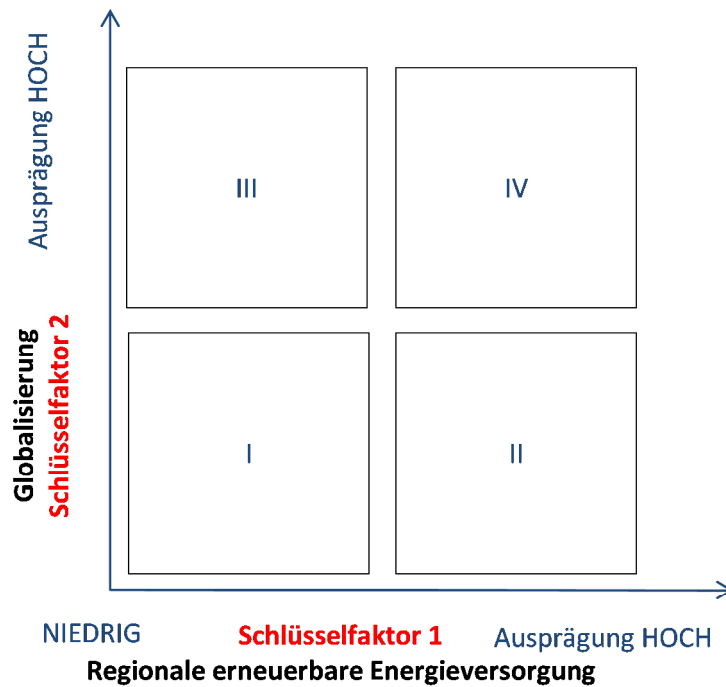 Ausprägung HOCH
III
IV
Globalisierung
Schlüsselfaktor 2
I
II
NIEDRIG
Schlüsselfaktor 1
Ausprägung HOCH
Regionale erneuerbare Energieversorgung